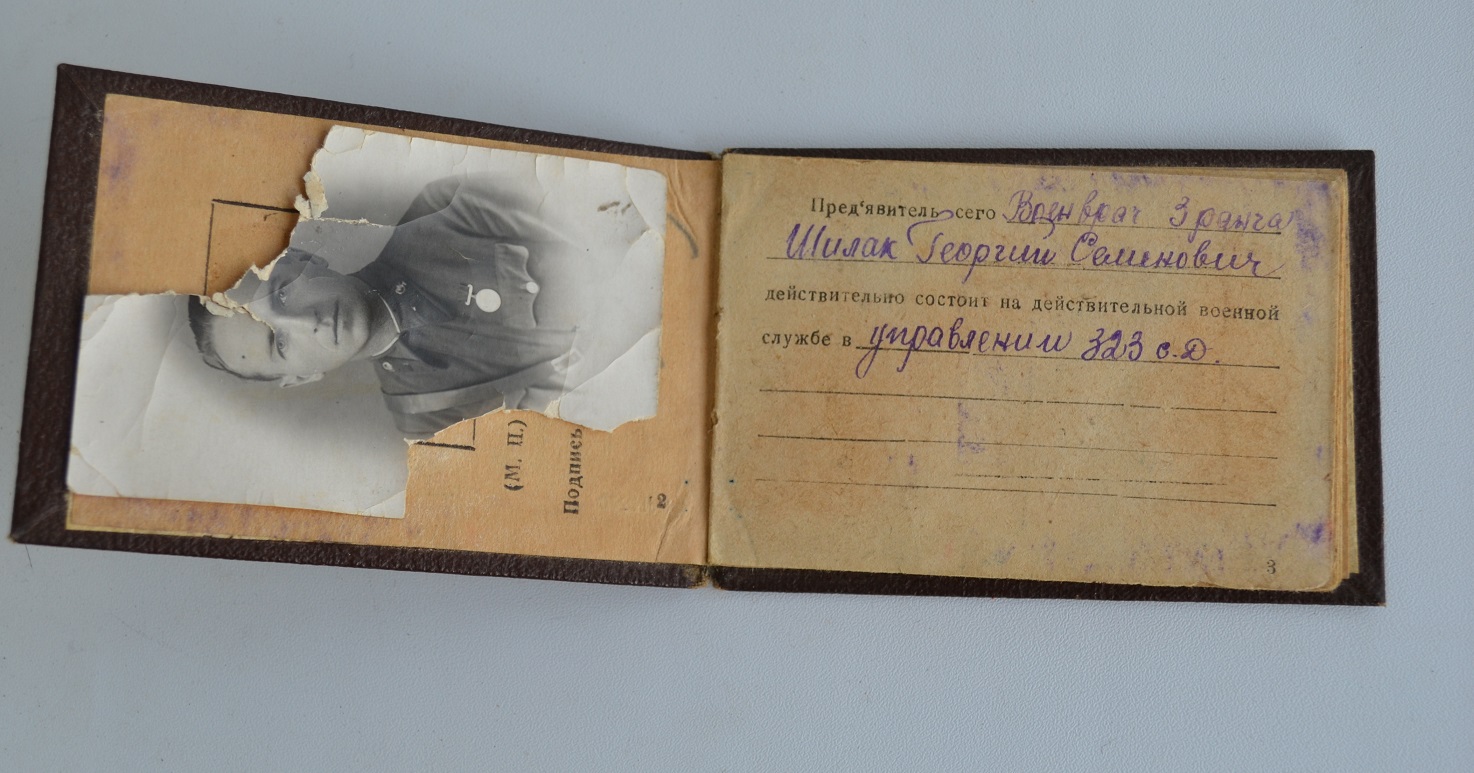 (М. П.)
Подпись
2
Пред‘явитель сего Военврач 3 ранга
Шилак Георгий Семенович
действительно состоит на действительной военной
службе в управлении 323 с.д.
3